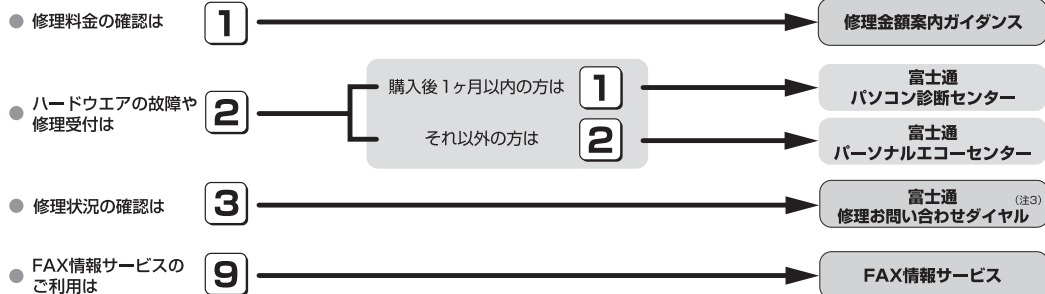 ● 修理料金の確認は 1 修理金額案内ガイダンス
● ハードウエアの故障や
修理受付は 2
購入後1ヶ月以内の方は 1 富士通
パソコン診断センター
それ以外の方は 2 富士通
パーソナルエコーセンター
● 修理状況の確認は 3 富士通 (注3)
修理お問い合わせダイヤル
● FAX情報サービスの
ご利用は 9 FAX情報サービス